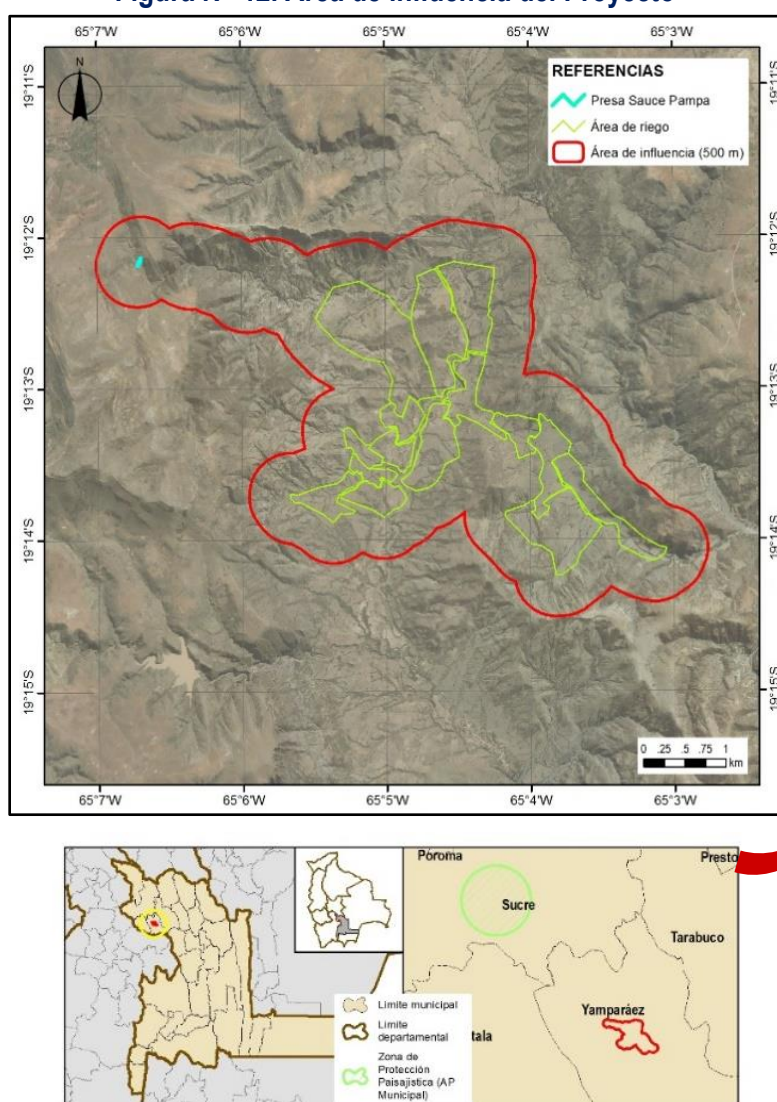 65°7'W 65°6'W 65°5'W 65°4'W 65°3'W
N
REFERENCIAS
Presa Sauce Pampa
Área de riego
Área de influencia (500 m)
19°11'S 19°11'S
19°12'S 19°12'S
19°13'S 19°13'S
19°14'S 19°14'S
19°15'S 19°15'S
0 .25 .5 .75 1
km
65°7'W 65°6'W 65°5'W 65°4'W 65°3'W
Poroma
Presto
Sucre
Tarabuco
Yamparáez
tala
Limite municipal
Limite
departamental
Zona de
Protección
Paisajística (AP
Municipal)